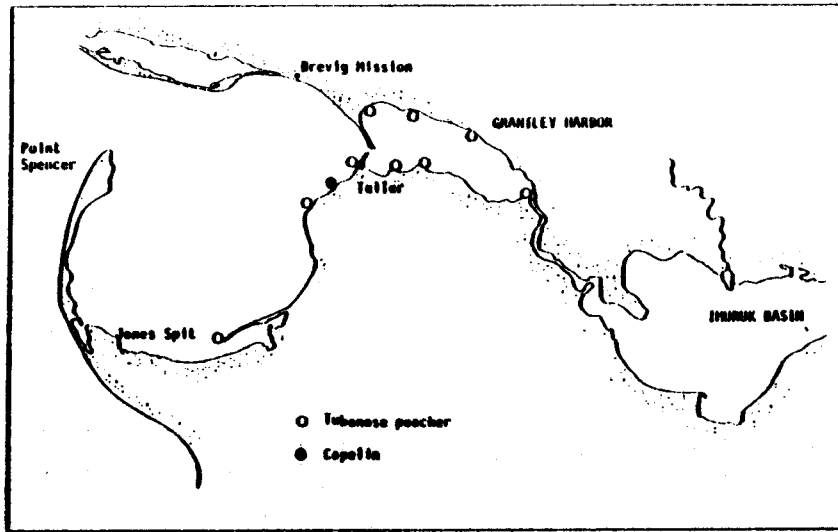 Brevig Mission
GRANTLEY HARBOR
Point
Spencer
Teller
Jones Spit
IMURUK BASIN
Tubenose poacher
Capelin